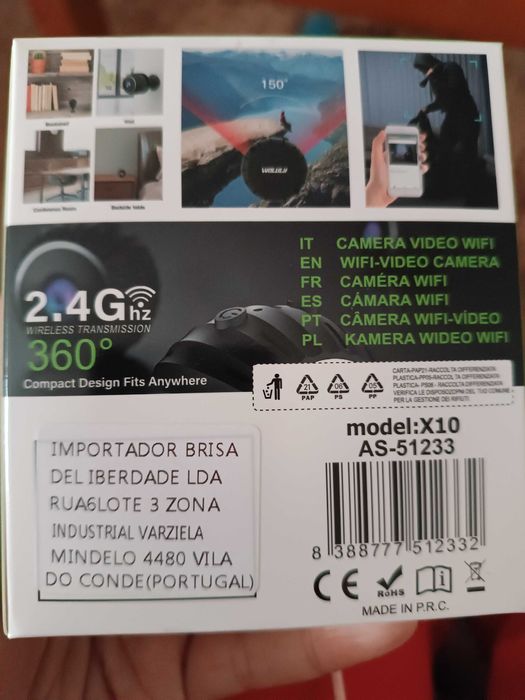 Bookshelf
Wall
Conference Room
Bedside table
150°
IT CAMERA VIDEO WIFI
EN WIFI-VIDEO CAMERA
FR CAMÉRA WIFI
ES CÁMARA WIFI
PT CÂMERA WIFI-VÍDEO
PL KAMERA WIDEO WIFI
2.4Ghz
WIRELESS TRANSMISSION
360°
Compact Design Fits Anywhere
21 PAP
06 PS
05 PP
CARTA-PAP21-RACCOLTA DIFFERENZIATA
PLASTICA-PP05-RACCOLTA DIFFERENZIATA
PLASTICA- PS06 - RACCOLTA DIFFERENZIATA
VERIFICA LE DISPOSOZIPNI DEL TUO COMUNE
PER LA GESTIONE DEI RIFIUTI
model:X10
AS-51233
IMPORTADOR BRISA
DEL IBERDADE LDA
RUA6LOTE 3 ZONA
INDUSTRIAL VARZIELA
MINDELO 4480 VILA
DO CONDE(PORTUGAL)
8 388777 512332
CE
RoHS
MADE IN P.R.C.